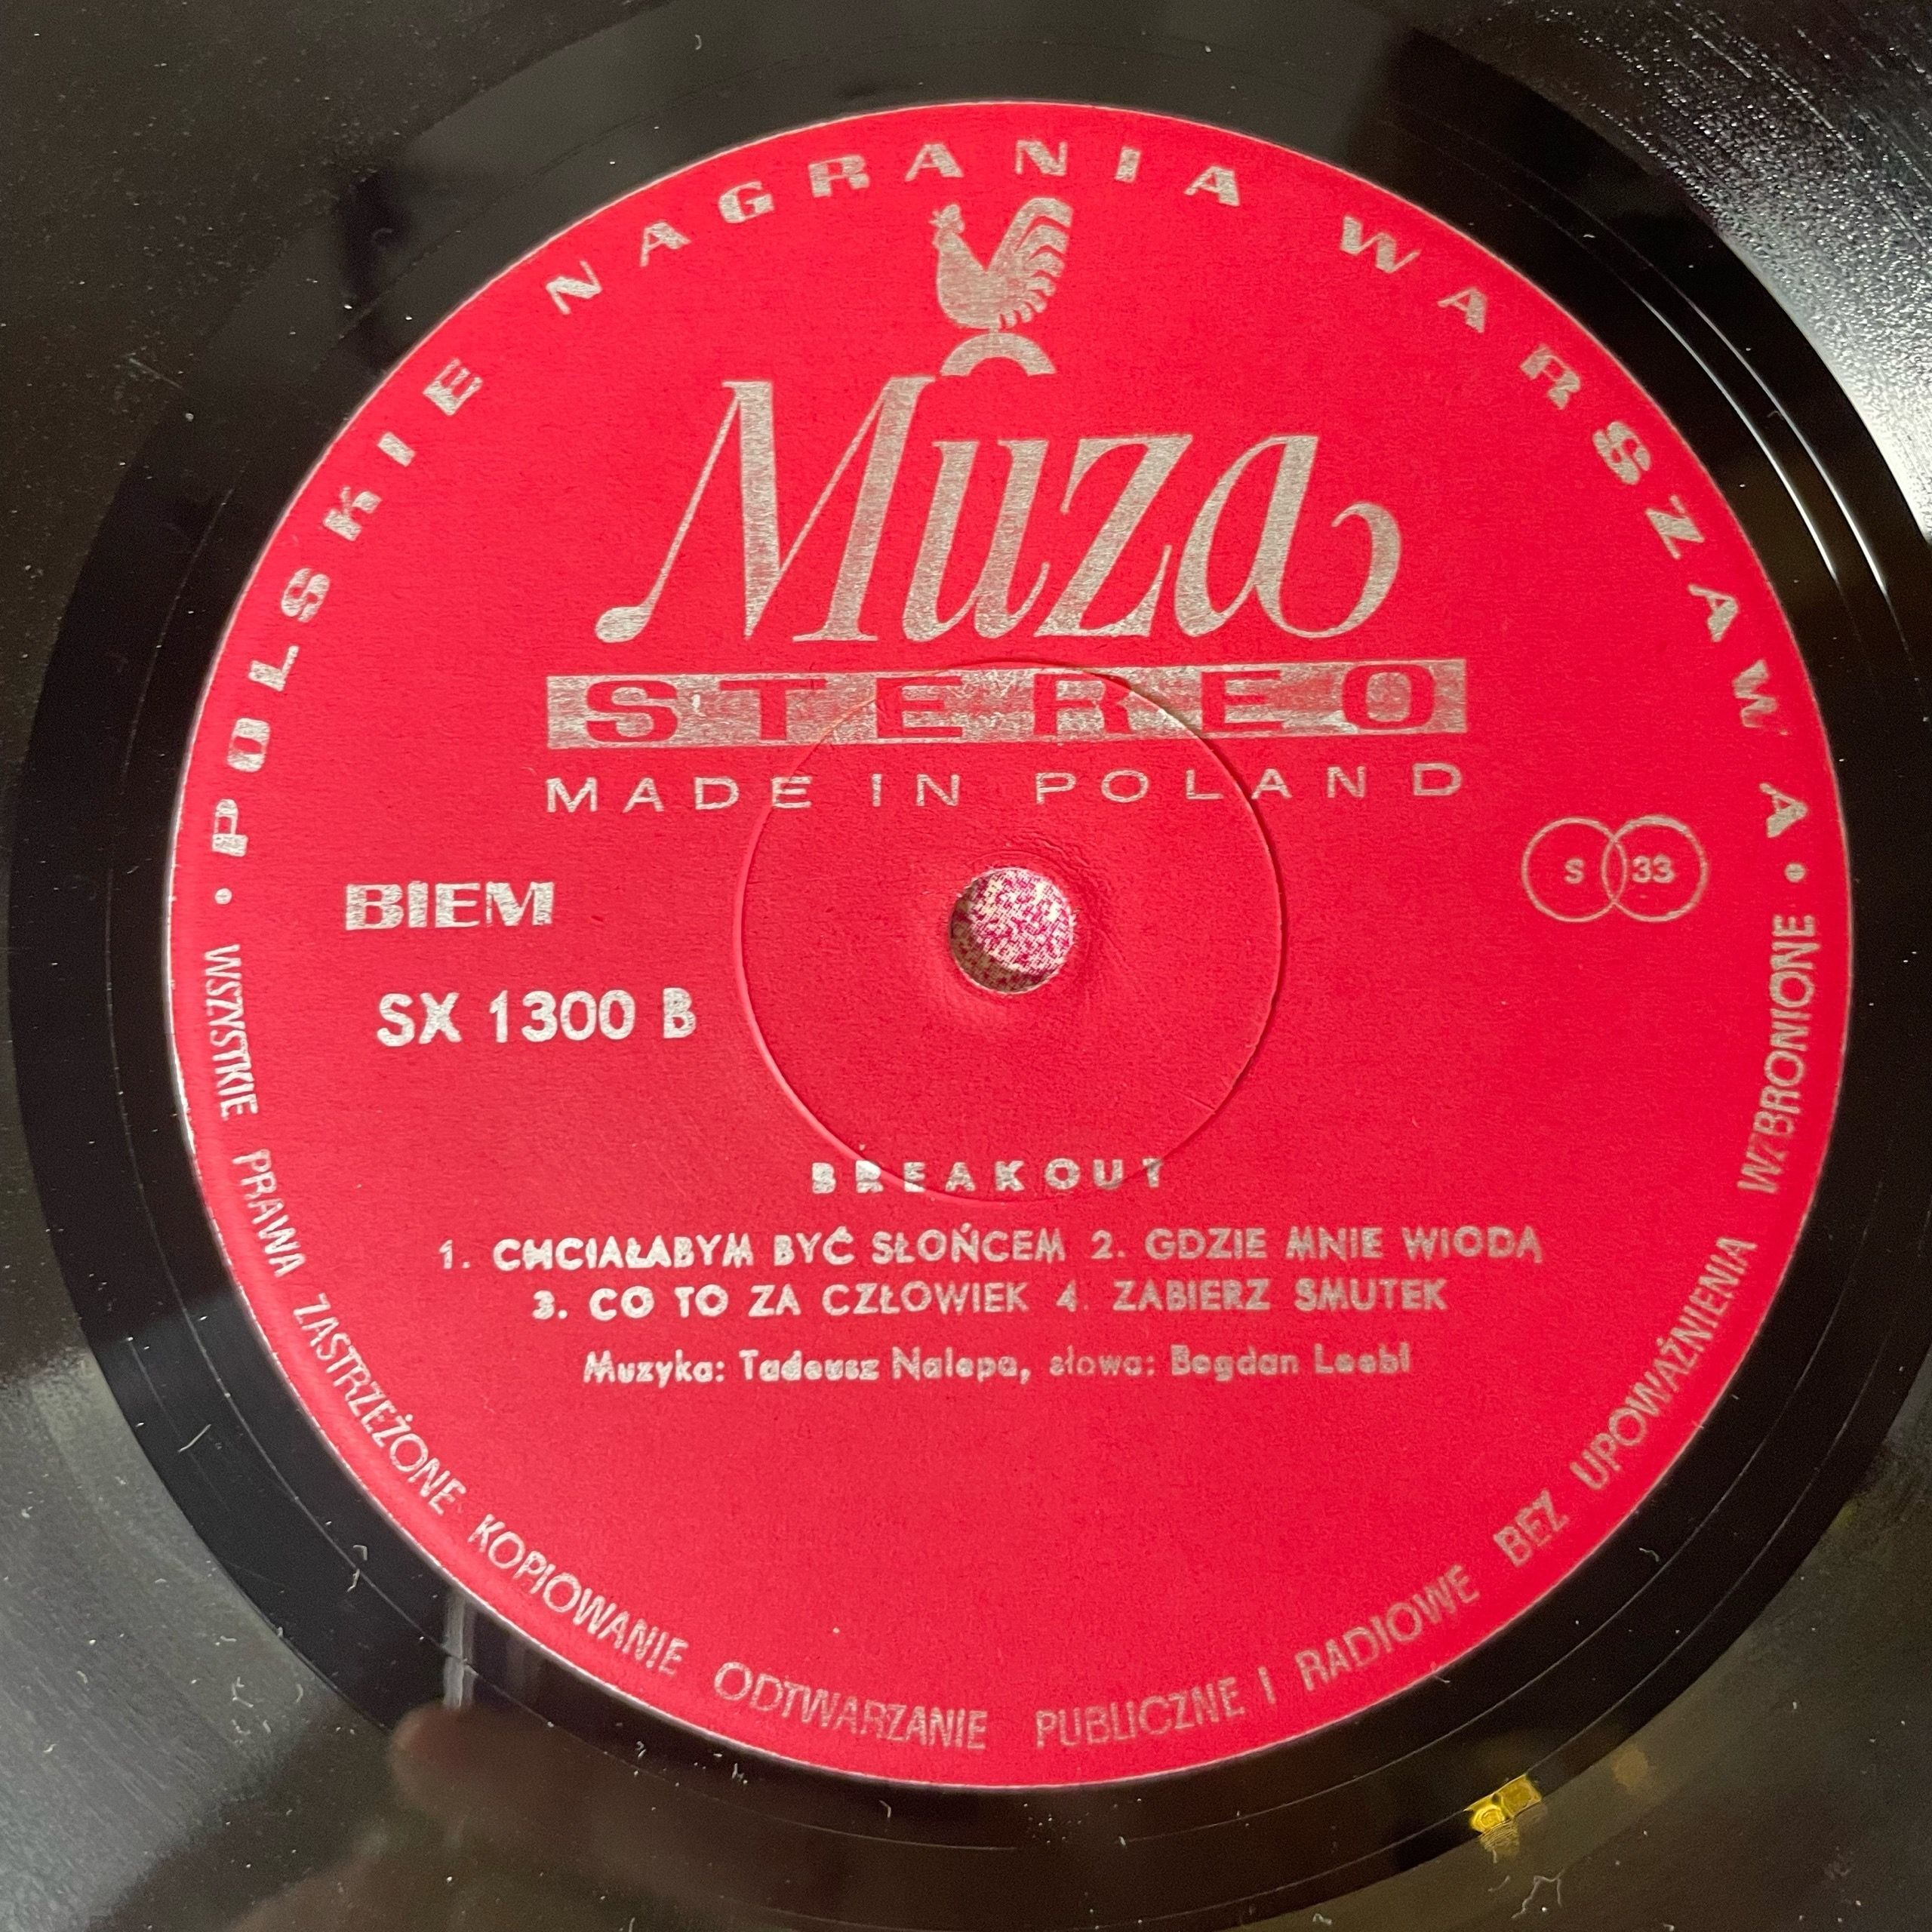 • POLSKIE NAGRANIA WARSZAWA •
Muza
STEREO
MADE IN POLAND
S 33
BIEM
SX 1300 B
BREAKOUT
1. CHCIAŁABYM BYĆ SŁOŃCEM 2. GDZIE MNIE WIODĄ
3. CO TO ZA CZŁOWIEK 4. ZABIERZ SMUTEK
Muzyka: Tadeusz Nalepa, słowa: Bogdan Loebl
WSZYSTKIE PRAWA ZASTRZEŻONE KOPIOWANIE ODTWARZANIE PUBLICZNE I RADIOWE BEZ UPOWAŻNIENIA WZBRONIONE